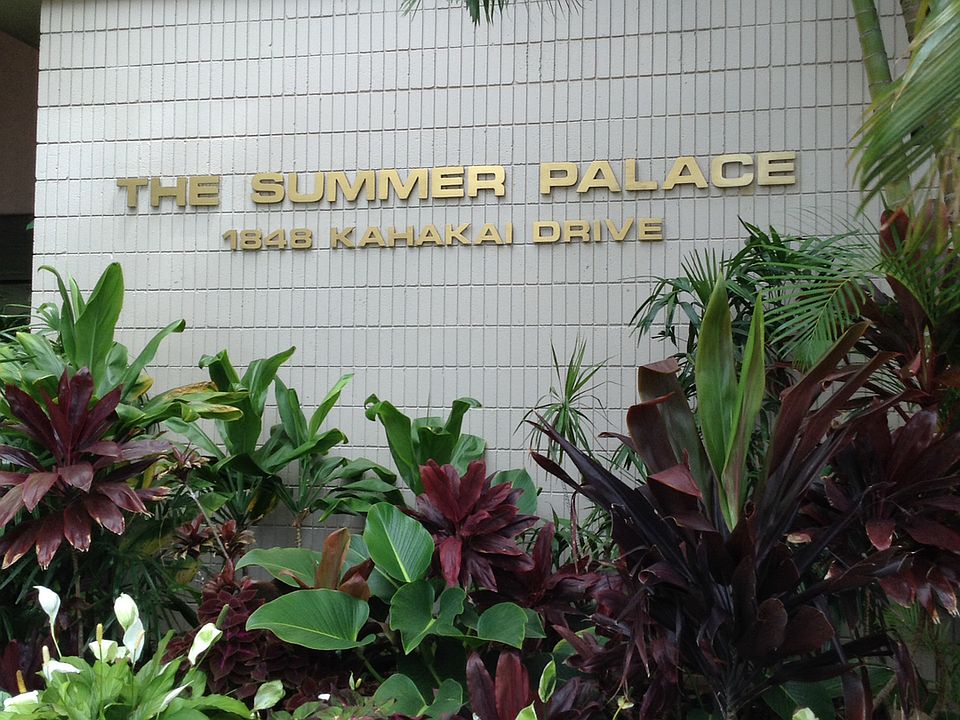 THE SUMMER PALACE
1848 KAHAKAI DRIVE